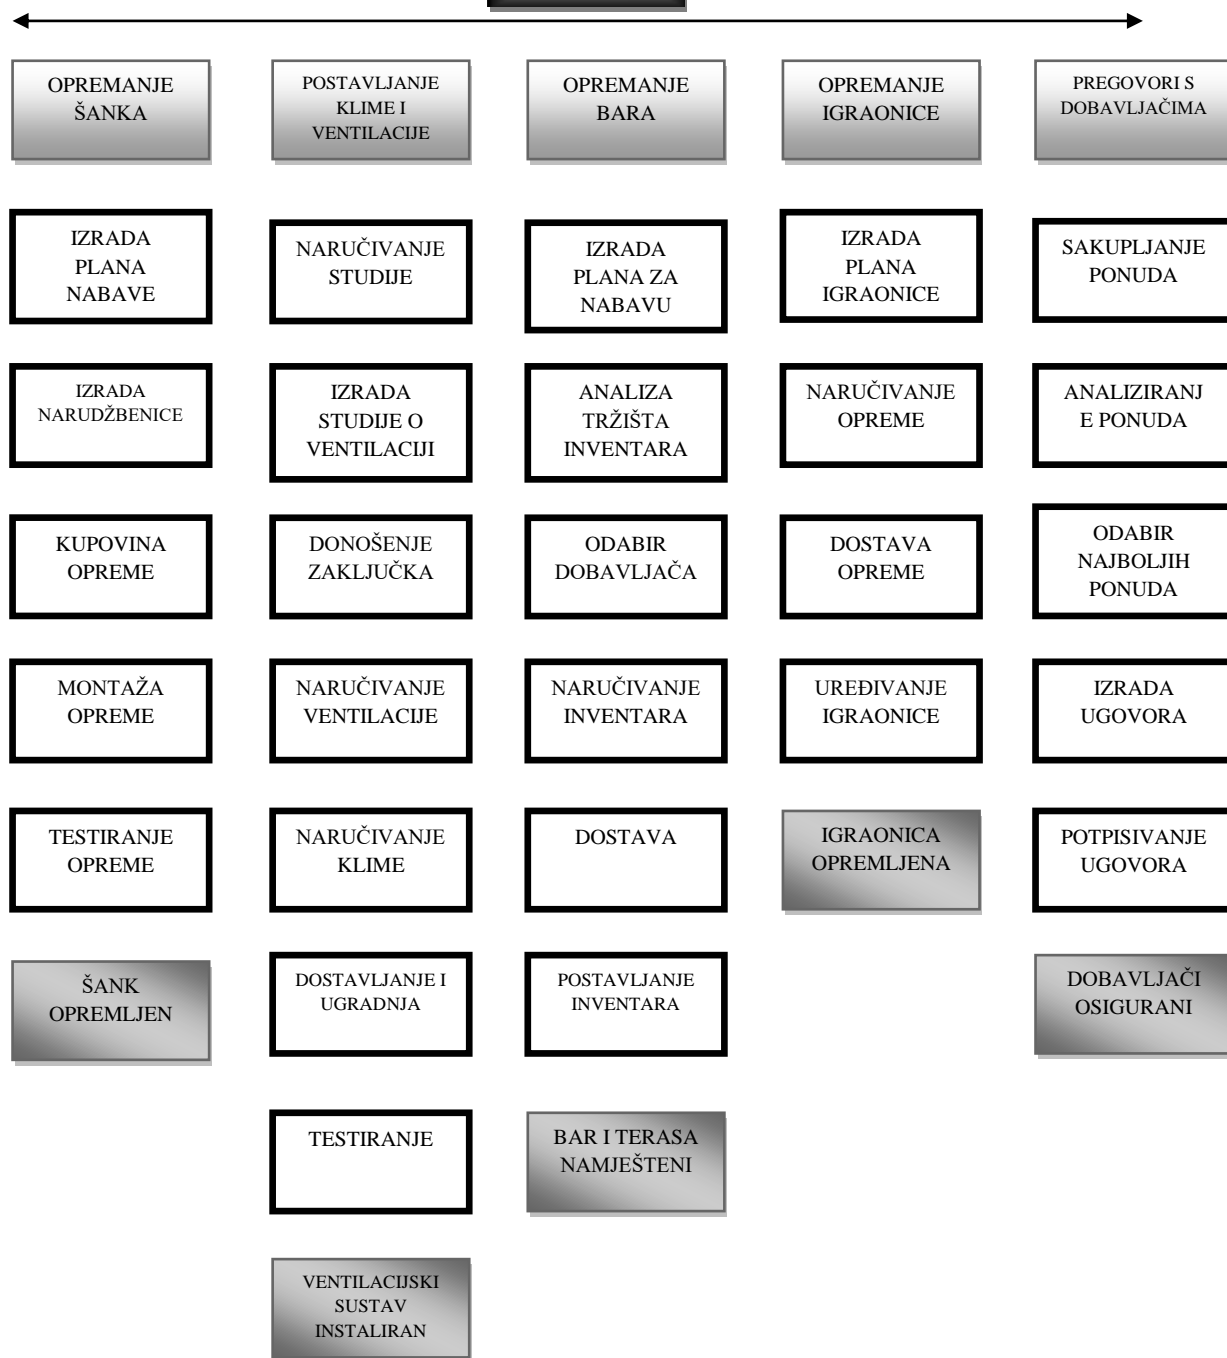 OPREMANJE
ŠANKA
POSTAVLJANJE
KLIME I
VENTILACIJE
OPREMANJE
BARA
OPREMANJE
IGRAONICE
PREGOVORI S
DOBAVLJAČIMA
IZRADA
PLANA
NABAVE
NARUČIVANJE
STUDIJE
IZRADA
PLANA ZA
NABAVU
IZRADA
PLANA
IGRAONICE
SAKUPLJANJE
PONUDA
IZRADA
NARUDŽBENICE
IZRADA
STUDIJE O
VENTILACIJI
ANALIZA
TRŽIŠTA
INVENTARA
NARUČIVANJE
OPREME
ANALIZIRANJ
E PONUDA
KUPOVINA
OPREME
DONOŠENJE
ZAKLJUČKA
ODABIR
DOBAVLJAČA
DOSTAVA
OPREME
ODABIR
NAJBOLJIH
PONUDA
MONTAŽA
OPREME
NARUČIVANJE
VENTILACIJE
NARUČIVANJE
INVENTARA
UREĐIVANJE
IGRAONICE
IZRADA
UGOVORA
TESTIRANJE
OPREME
NARUČIVANJE
KLIME
DOSTAVA
IGRAONICA
OPREMLJENA
POTPISIVANJE
UGOVORA
ŠANK
OPREMLJEN
DOSTAVLJANJE I
UGRADNJA
POSTAVLJANJE
INVENTARA
DOBAVLJAČI
OSIGURANI
TESTIRANJE
BAR I TERASA
NAMJEŠTENI
VENTILACIJSKI
SUSTAV
INSTALIRAN